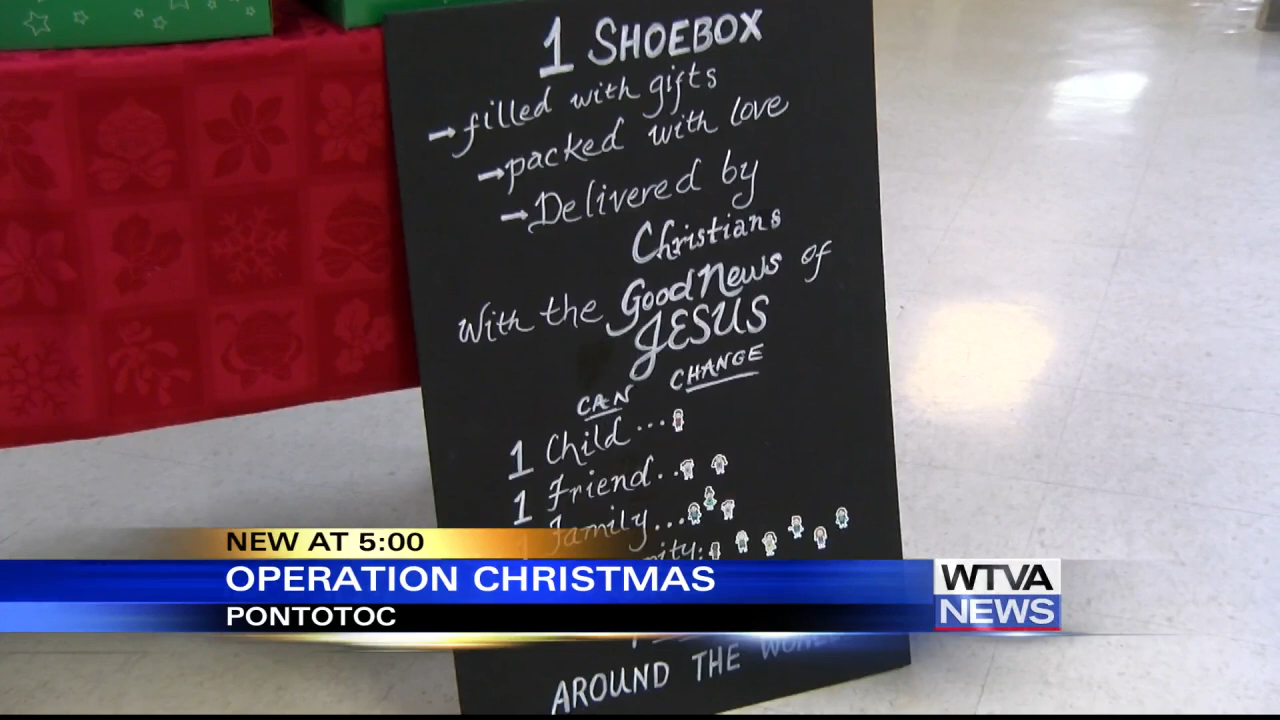 1 SHOEBOX
→ filled with gifts
→ packed with love
→ Delivered by
Christians
With the Good News of
JESUS
CAN CHANGE
1 Child...
1 Friend..
1 Family...
AROUND THE
NEW AT 5:00
OPERATION CHRISTMAS
PONTOTOC
WTVA
NEWS